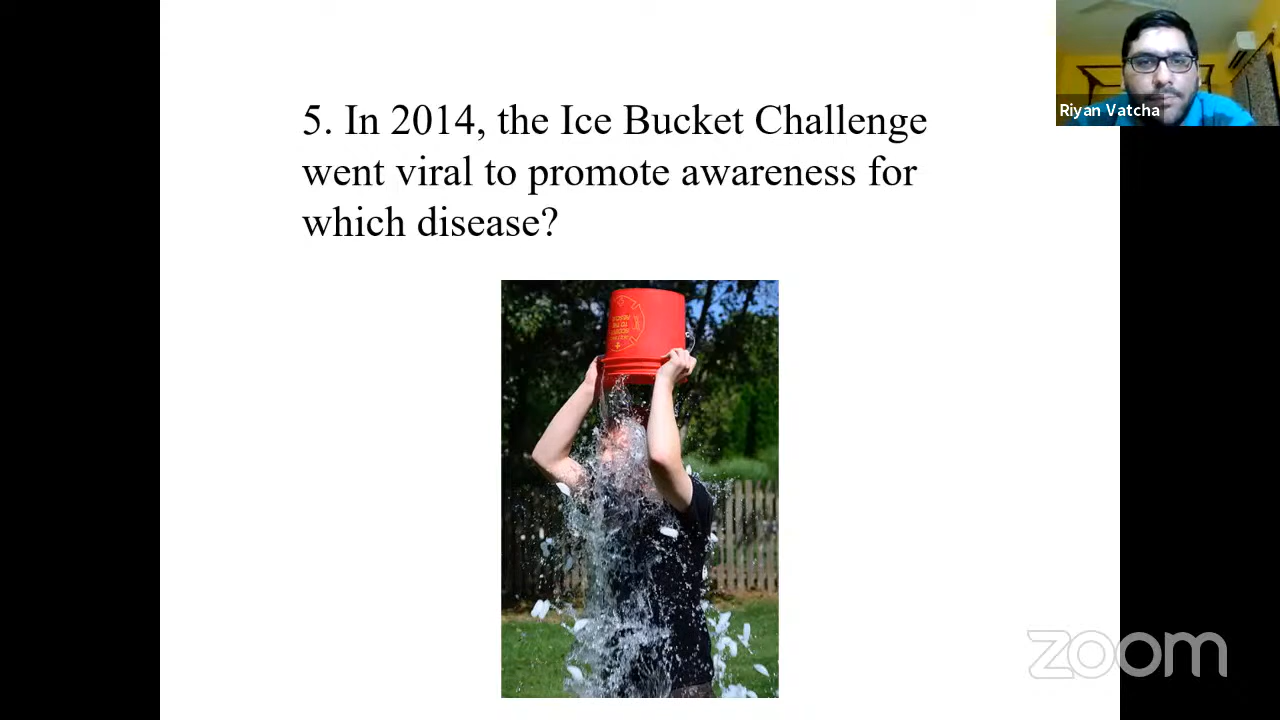 5. In 2014, the Ice Bucket Challenge
went viral to promote awareness for
which disease?
Riyan Vatcha
zoom